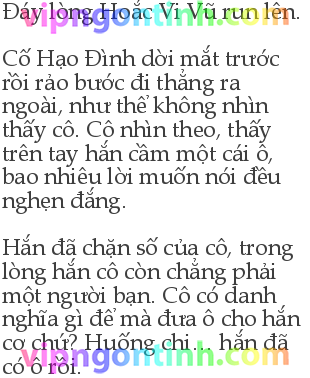 Đáy lòng Hoắc Vi Vũ run lên.
vipngontinh.com
Cố Hạo Đình dời mắt trước
rồi rảo bước đi thẳng ra
ngoài, như thể không nhìn
thấy cô. Cô nhìn theo, thấy
trên tay hắn cầm một cái ô,
bao nhiêu lời muốn nói đều
nghẹn đắng.
Hắn đã chặn số của cô, trong
lòng hắn cô còn chẳng phải
một người bạn. Cô có danh
nghĩa gì để mà đưa ô cho hắn
cơ chứ? Huống chi... hắn đã
vipngontinh.com
có ô rồi.